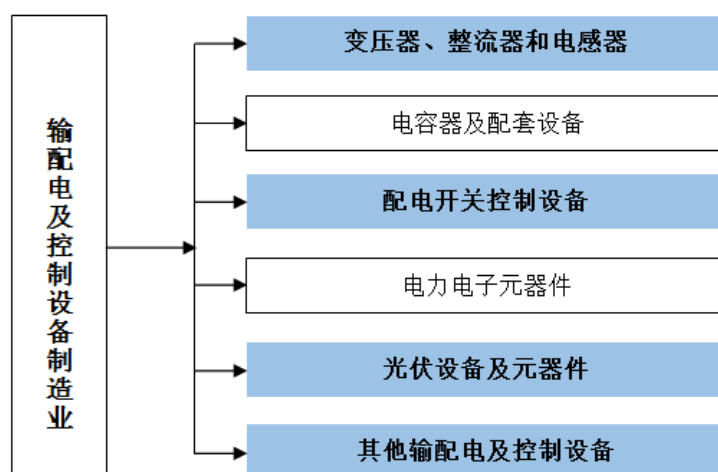 输配电及控制设备制造业
变压器、整流器和电感器
电容器及配套设备
配电开关控制设备
电力电子元器件
光伏设备及元器件
其他输配电及控制设备